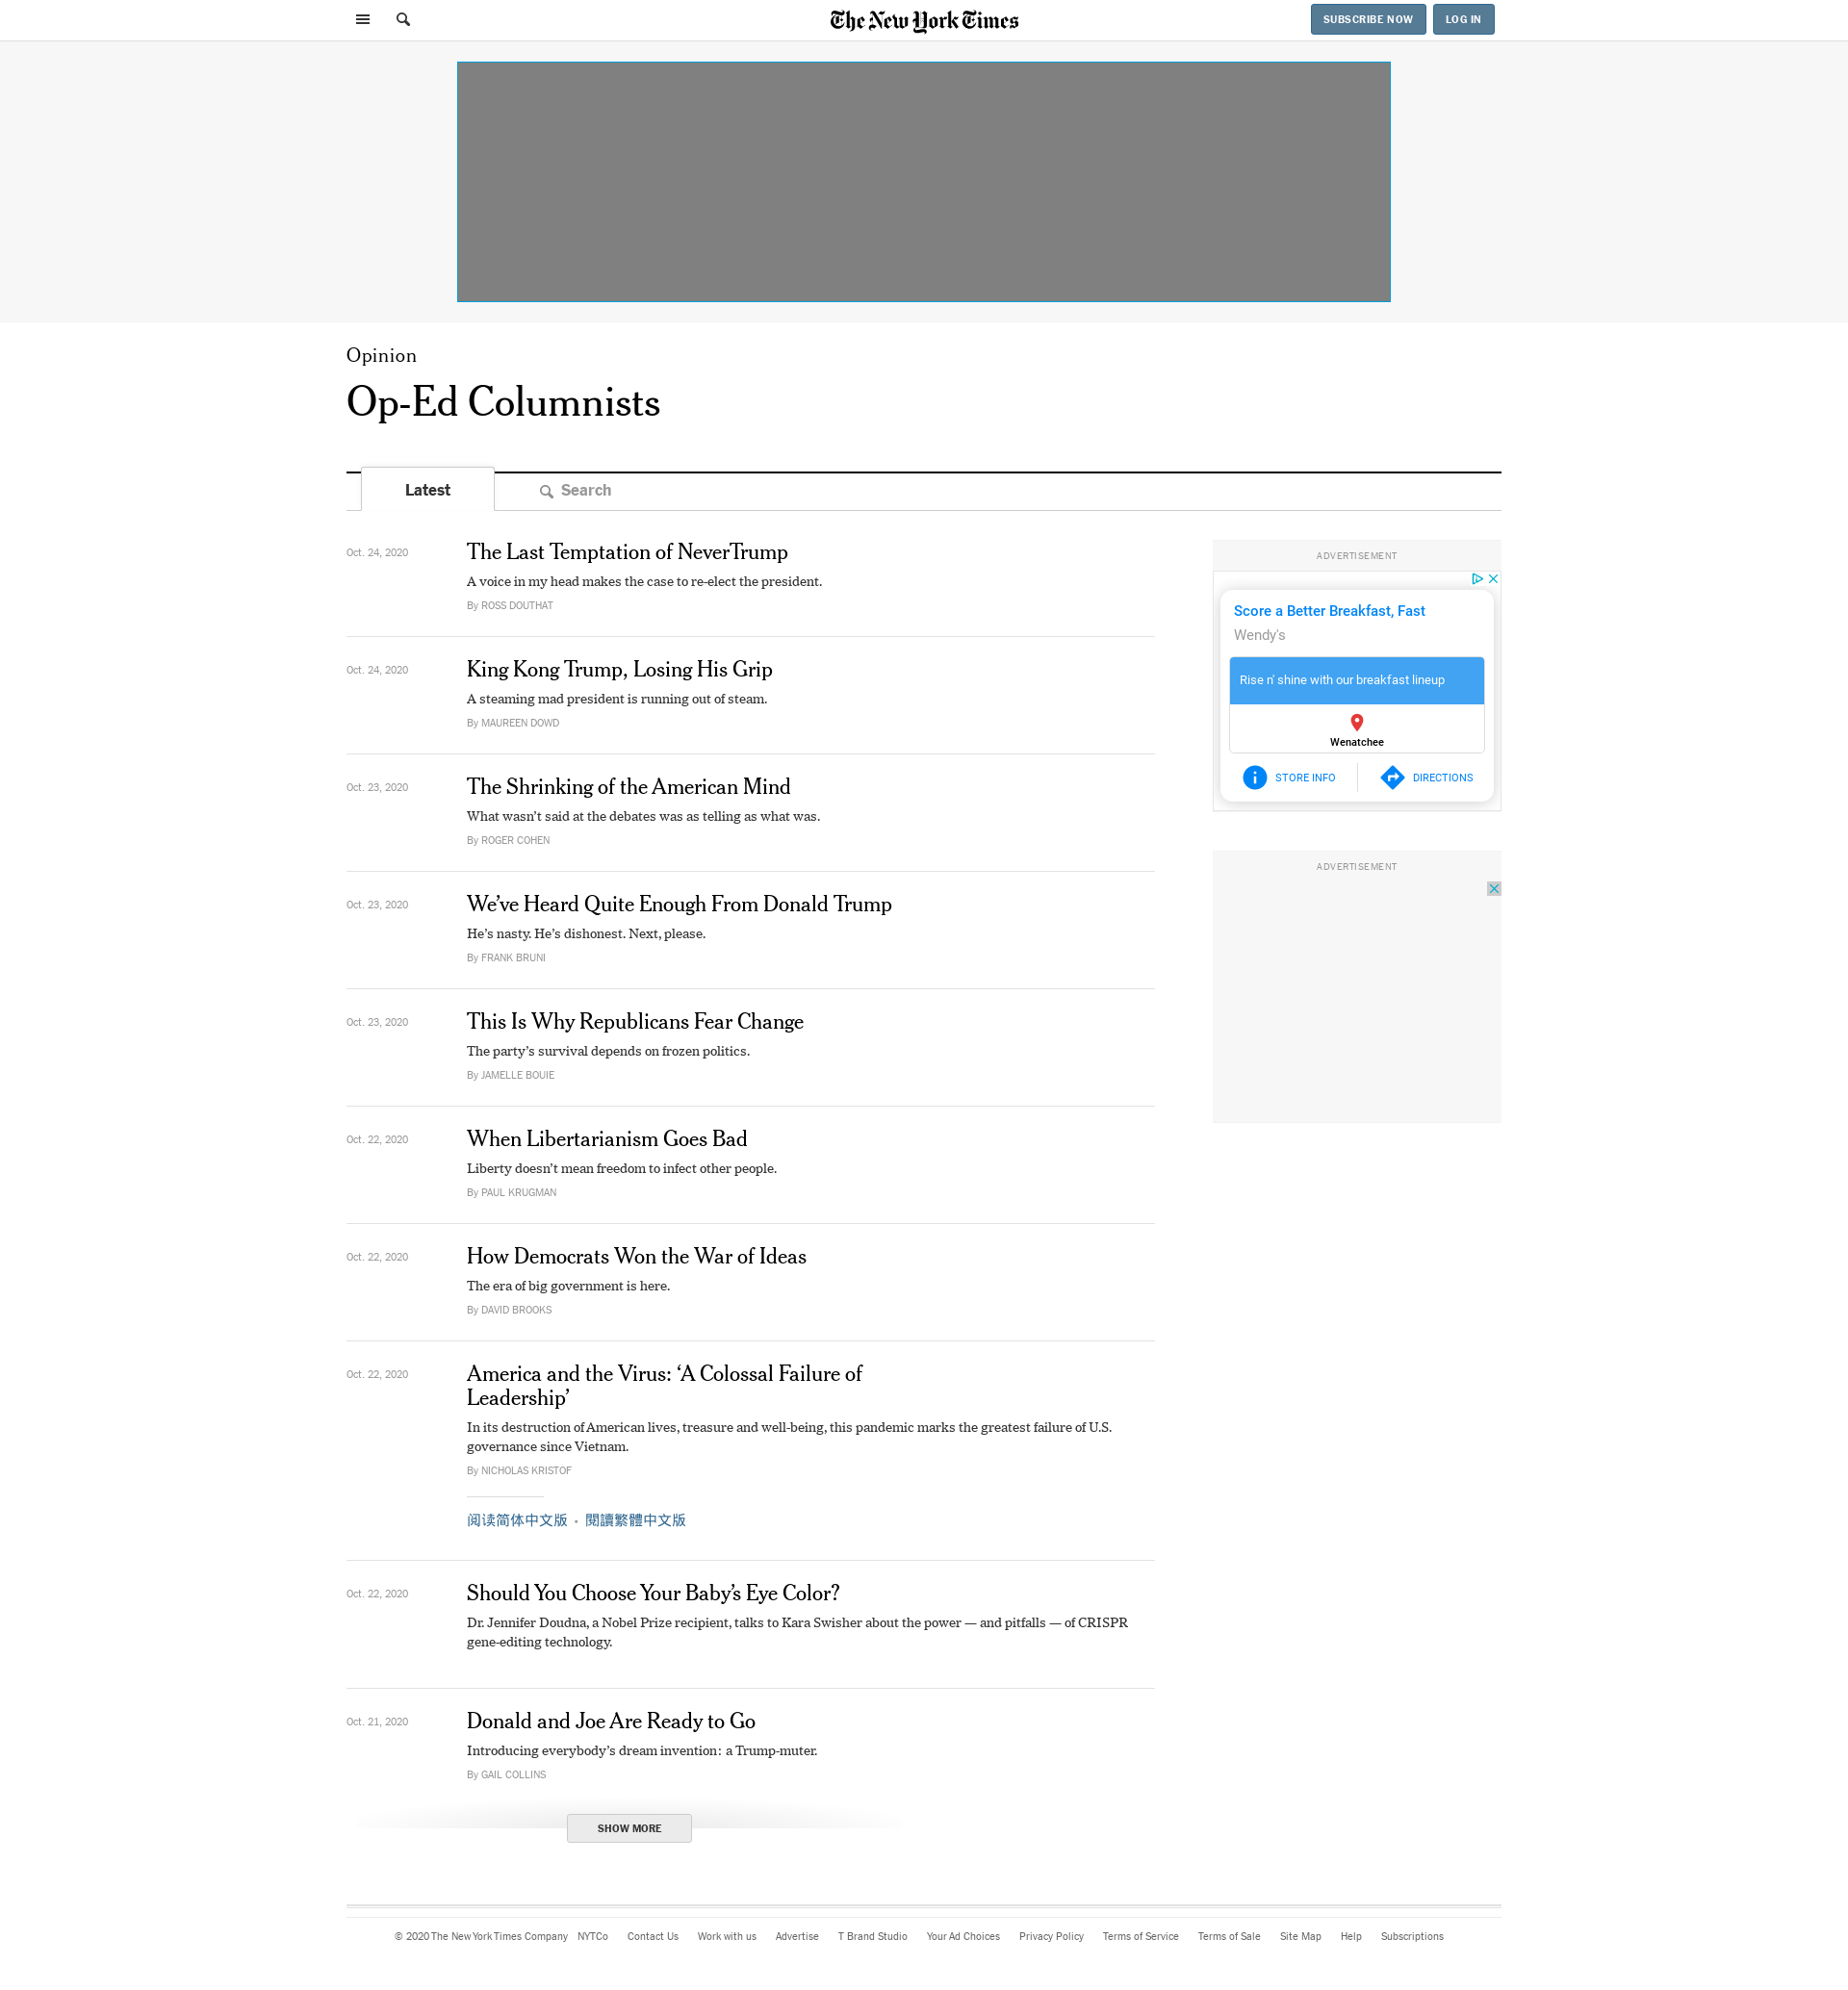 The New York Times
SUBSCRIBE NOW
LOG IN
Opinion
Op-Ed Columnists
Latest
Search
Oct. 24, 2020
The Last Temptation of NeverTrump
A voice in my head makes the case to re-elect the president.
By ROSS DOUTHAT
Oct. 24, 2020
King Kong Trump, Losing His Grip
A steaming mad president is running out of steam.
By MAUREEN DOWD
Oct. 23, 2020
The Shrinking of the American Mind
What wasn’t said at the debates was as telling as what was.
By ROGER COHEN
Oct. 23, 2020
We’ve Heard Quite Enough From Donald Trump
He’s nasty. He’s dishonest. Next, please.
By FRANK BRUNI
Oct. 23, 2020
This Is Why Republicans Fear Change
The party’s survival depends on frozen politics.
By JAMELLE BOUIE
Oct. 22, 2020
When Libertarianism Goes Bad
Liberty doesn’t mean freedom to infect other people.
By PAUL KRUGMAN
Oct. 22, 2020
How Democrats Won the War of Ideas
The era of big government is here.
By DAVID BROOKS
Oct. 22, 2020
America and the Virus: ‘A Colossal Failure of
Leadership’
In its destruction of American lives, treasure and well-being, this pandemic marks the greatest failure of U.S.
governance since Vietnam.
By NICHOLAS KRISTOF
阅读简体中文版 • 閱讀繁體中文版
Oct. 22, 2020
Should You Choose Your Baby’s Eye Color?
Dr. Jennifer Doudna, a Nobel Prize recipient, talks to Kara Swisher about the power — and pitfalls — of CRISPR
gene-editing technology.
Oct. 21, 2020
Donald and Joe Are Ready to Go
Introducing everybody’s dream invention: a Trump-muter.
By GAIL COLLINS
SHOW MORE
ADVERTISEMENT
Score a Better Breakfast, Fast
Wendy's
Rise n' shine with our breakfast lineup
Wenatchee
STORE INFO
DIRECTIONS
ADVERTISEMENT
© 2020 The New York Times Company NYTCo Contact Us Work with us Advertise T Brand Studio Your Ad Choices Privacy Policy Terms of Service Terms of Sale Site Map Help Subscriptions